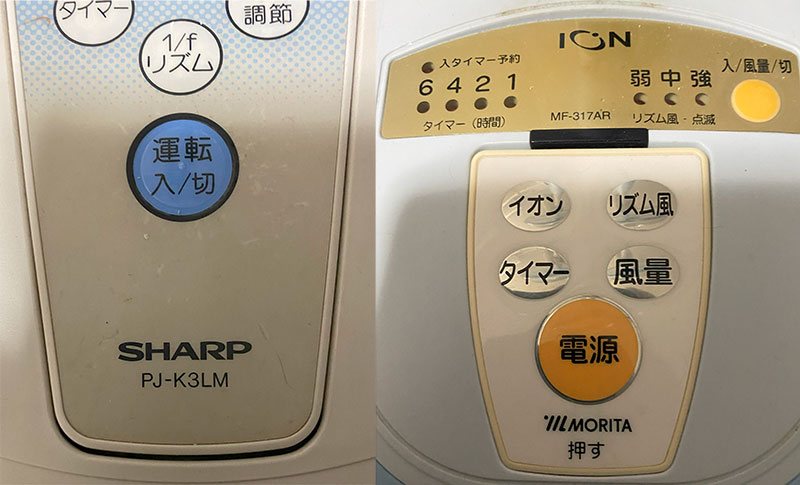 タイマー
調節
1/f
リズム
運転
入/切
SHARP
PJ-K3LM
ION
入タイマー予約
6 4 2 1
タイマー (時間)
MF-317AR
弱 中 強
リズム風 - 点滅
入/風量/切
イオン
リズム風
タイマー
風量
電源
MORITA
押す